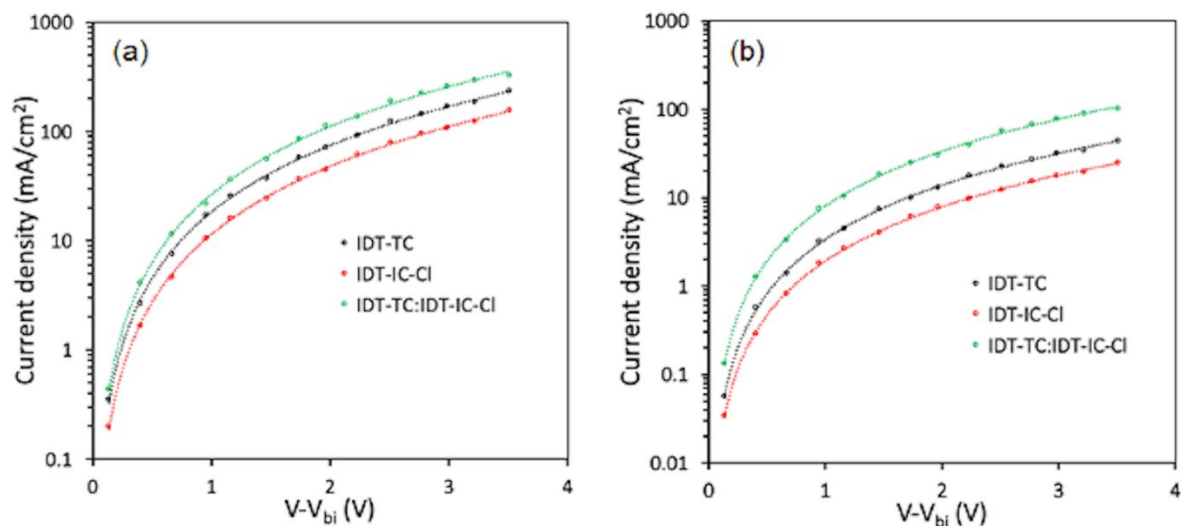 (a)
Current density (mA/cm²)
1000
100
10
1
0.1
0
1
2
3
4
V-Vbi (V)
IDT-TC
IDT-IC-Cl
IDT-TC:IDT-IC-Cl
(b)
Current density (mA/cm²)
1000
100
10
1
0.1
0.01
0
1
2
3
4
V-Vbi (V)
IDT-TC
IDT-IC-Cl
IDT-TC:IDT-IC-Cl